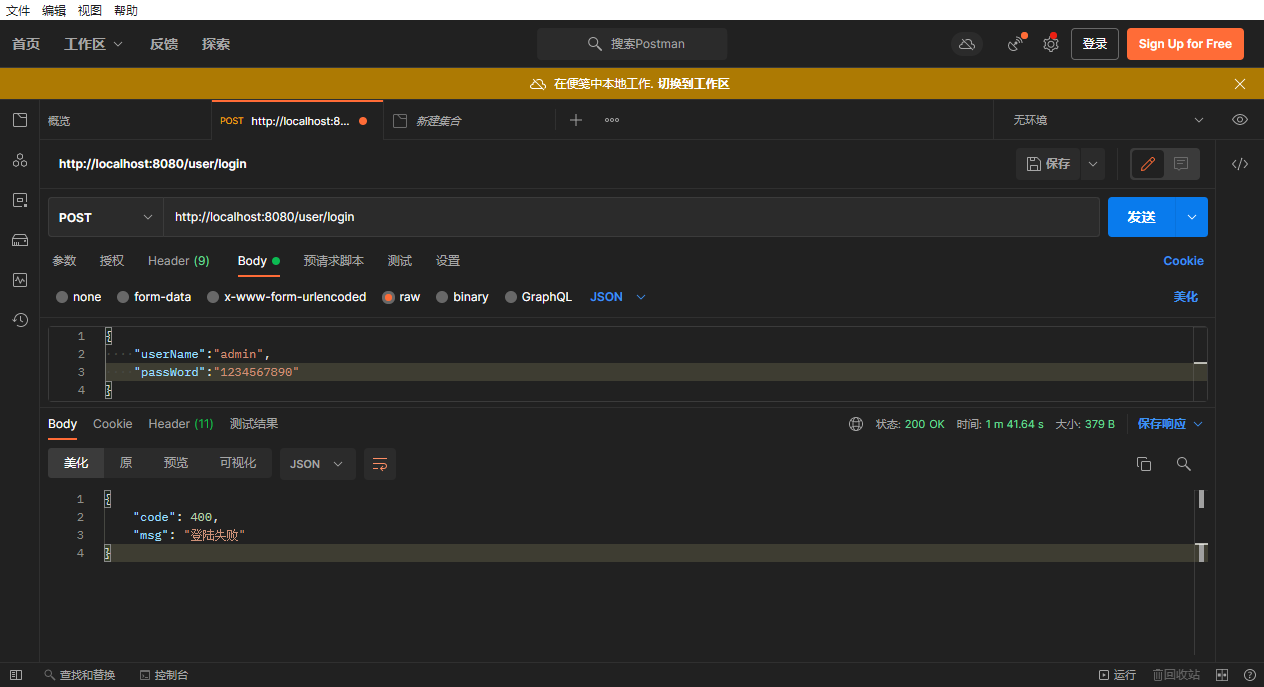 文件 编辑 视图 帮助
首页 工作区 反馈 探索 搜索Postman 登录 Sign Up for Free
在便笺中本地工作. 切换到工作区
概览 POST http://localhost:8... 新建集合 无环境
http://localhost:8080/user/login 保存
POST http://localhost:8080/user/login 发送
参数 授权 Header (9) Body 预请求脚本 测试 设置 Cookie
none form-data x-www-form-urlencoded raw binary GraphQL JSON 美化
1 {
2 "userName":"admin",
3 "passWord":"1234567890"
4 }
Body Cookie Header (11) 测试结果 状态: 200 OK 时间: 1 m 41.64 s 大小: 379 B 保存响应
美化 原 预览 可视化 JSON
1 {
2 "code": 400,
3 "msg": "登陆失败"
4 }
查找和替换 控制台 运行 回收站